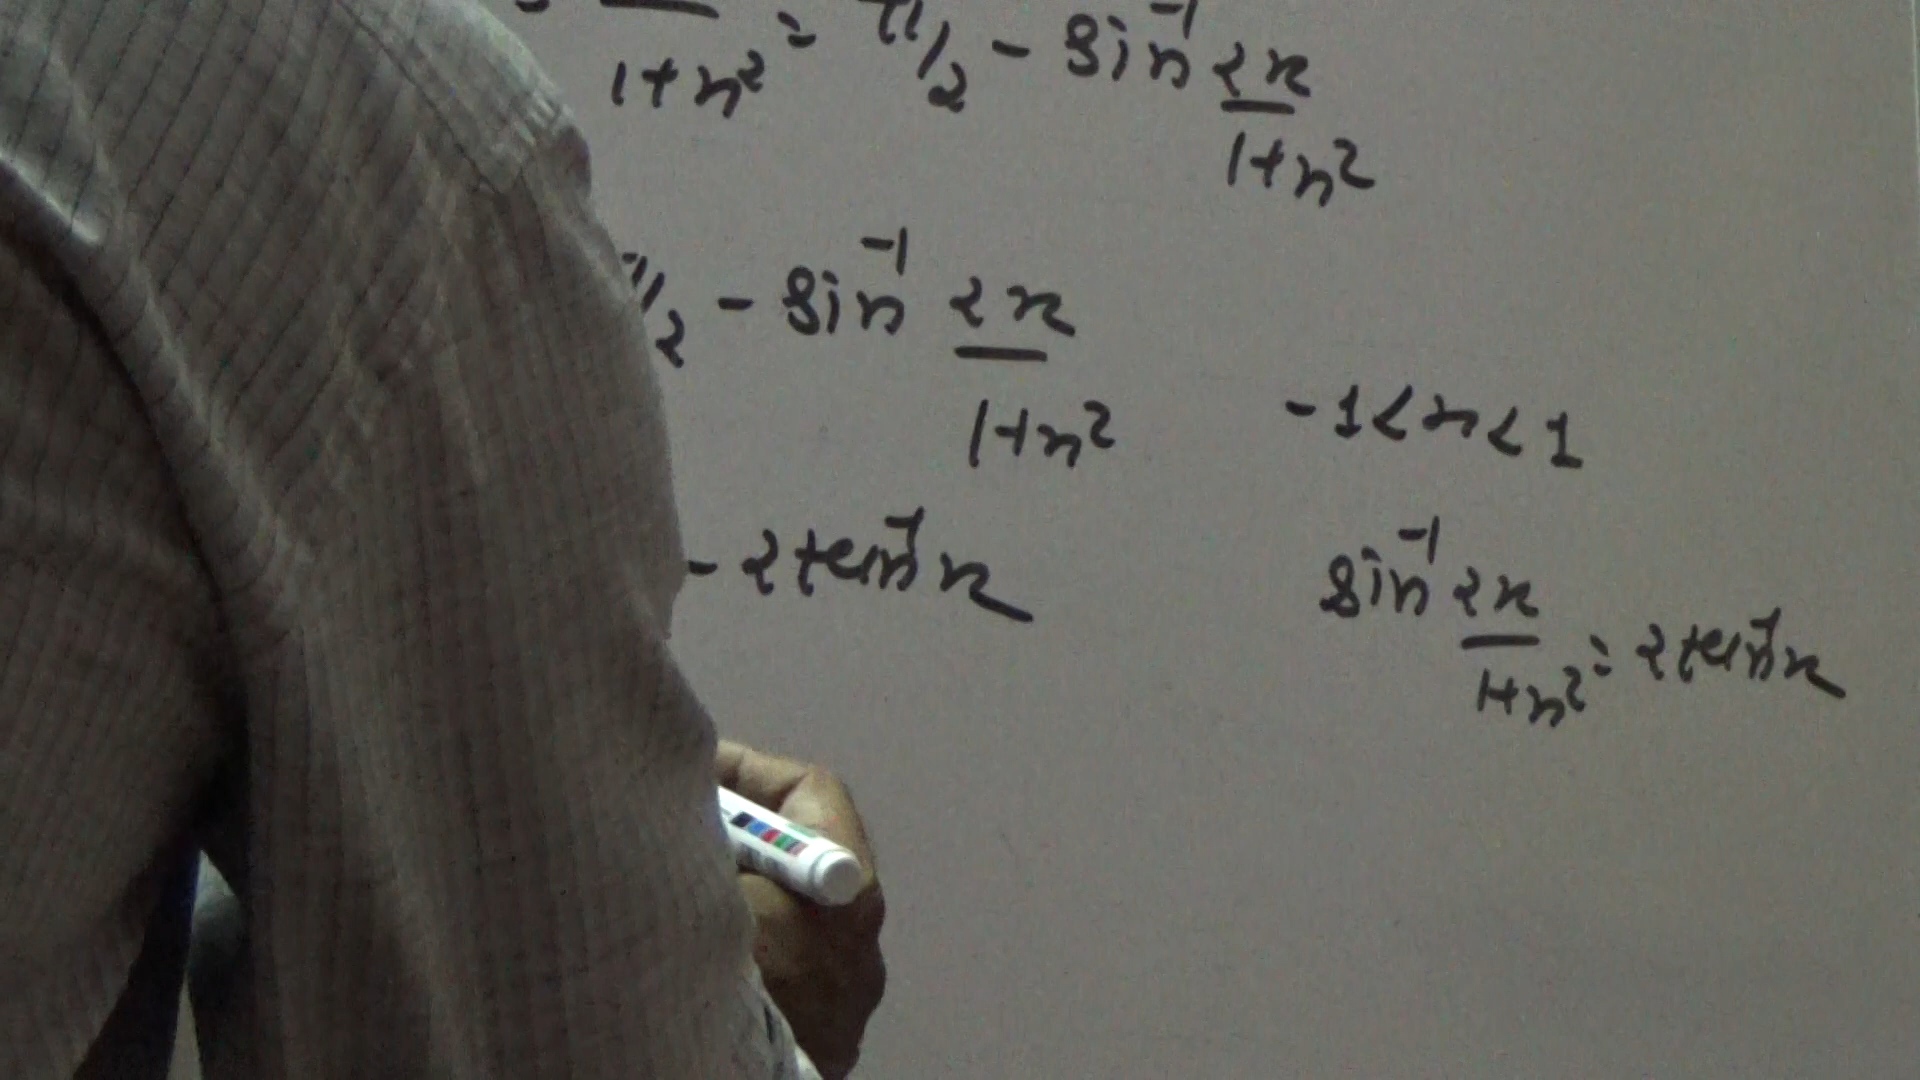 1+x² = π/2 - sin⁻¹ 2x/1+x²
/2 - sin⁻¹ 2x/1+x²
-1<x<1
- 2tan⁻¹x
sin⁻¹ 2x/1+x² = 2tan⁻¹x